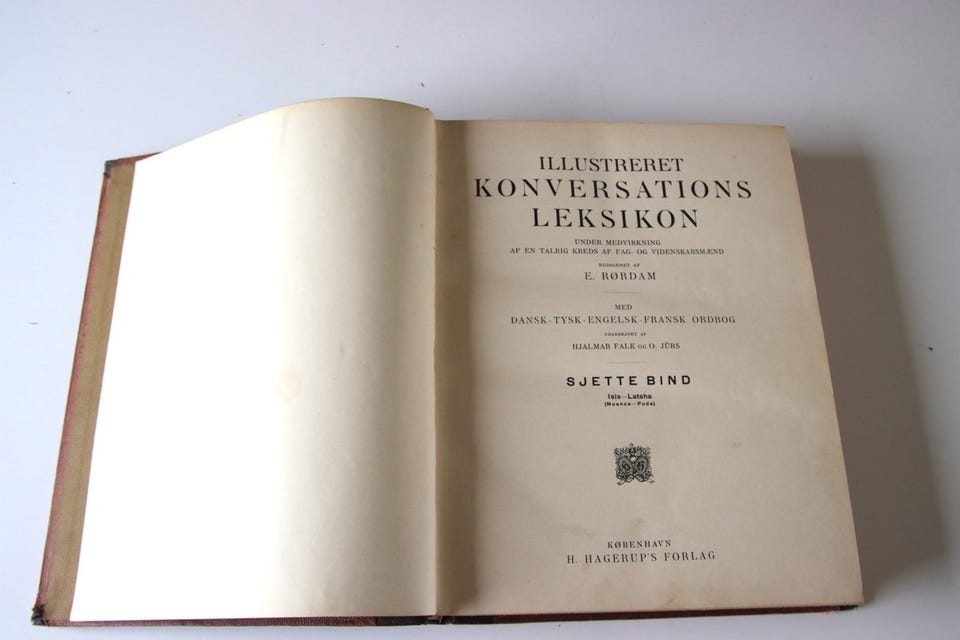 ILLUSTRERET
KONVERSATIONS
LEKSIKON
UNDER MEDVIRKNING
AF EN TALRIG KREDS AF FAG- OG VIDENSKABSMÆND
REDIGERET AF
E. RØRDAM
MED
DANSK-TYSK-ENGELSK-FRANSK ORDBOG
UDARBEJDET AF
HJALMAR FALK OG O. JÜRS
SJETTE BIND
Isis—Latsha
(Nuance—Puds)
KØBENHAVN
H. HAGERUP'S FORLAG